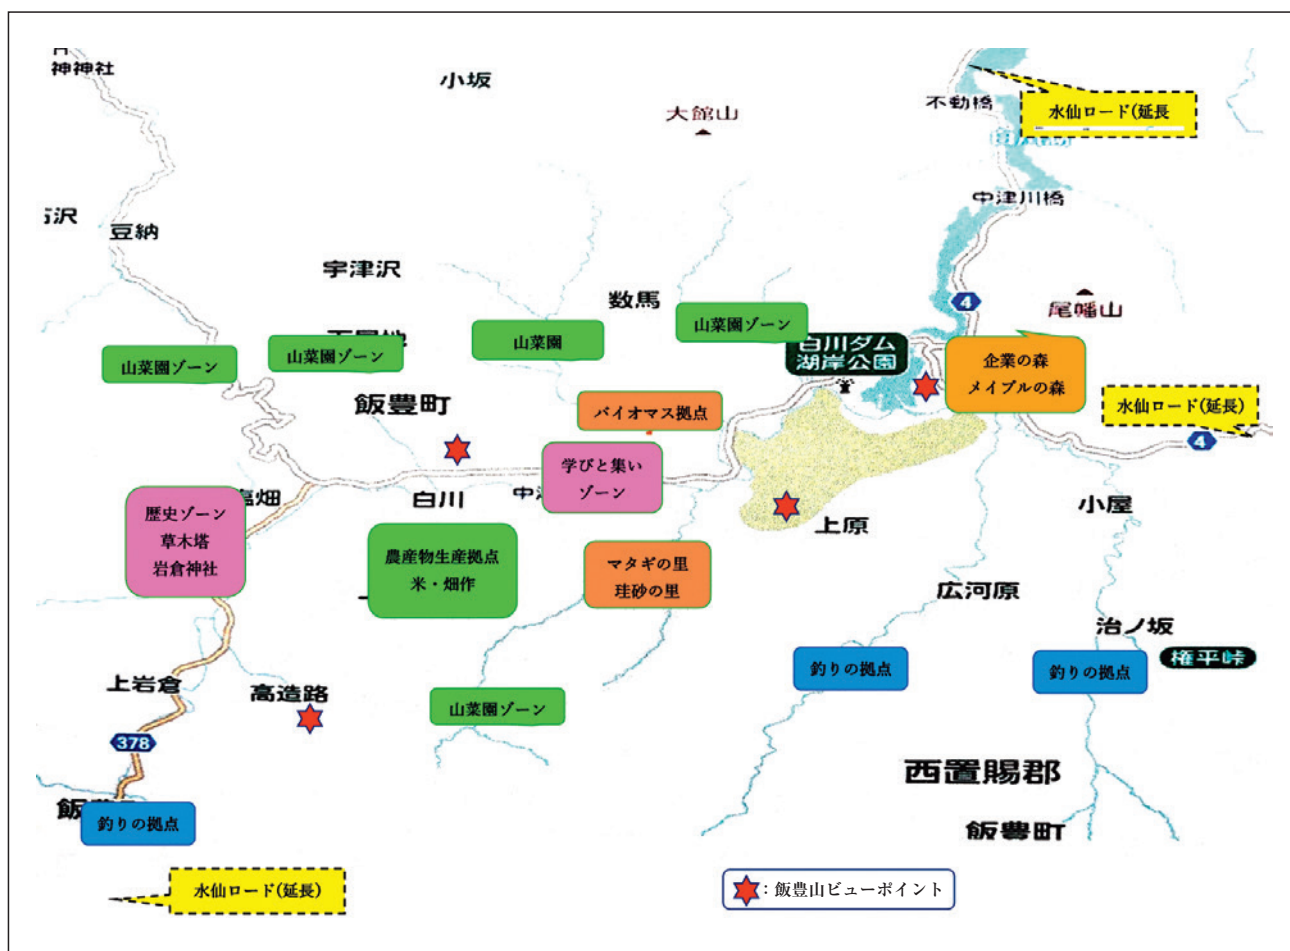 神神社
小坂
大舘山
不動橋
水仙ロード(延長
中津川橋
豆納
宇津沢
数馬
4
尾幡山
山菜園ゾーン
山菜園ゾーン
山菜園
山菜園ゾーン
白川ダム
湖岸公園
企業の森
メイプルの森
飯豊町
バイオマス拠点
水仙ロード(延長)
4
学びと集い
ゾーン
白川
歴史ゾーン
草木塔
岩倉神社
農産物生産拠点
米・畑作
上原
小屋
マタギの里
珪砂の里
広河原
治ノ坂
権平峠
釣りの拠点
釣りの拠点
上岩倉
高造路
山菜園ゾーン
378
西置賜郡
飯豊町
釣りの拠点
水仙ロード(延長)
:飯豊山ビューポイント